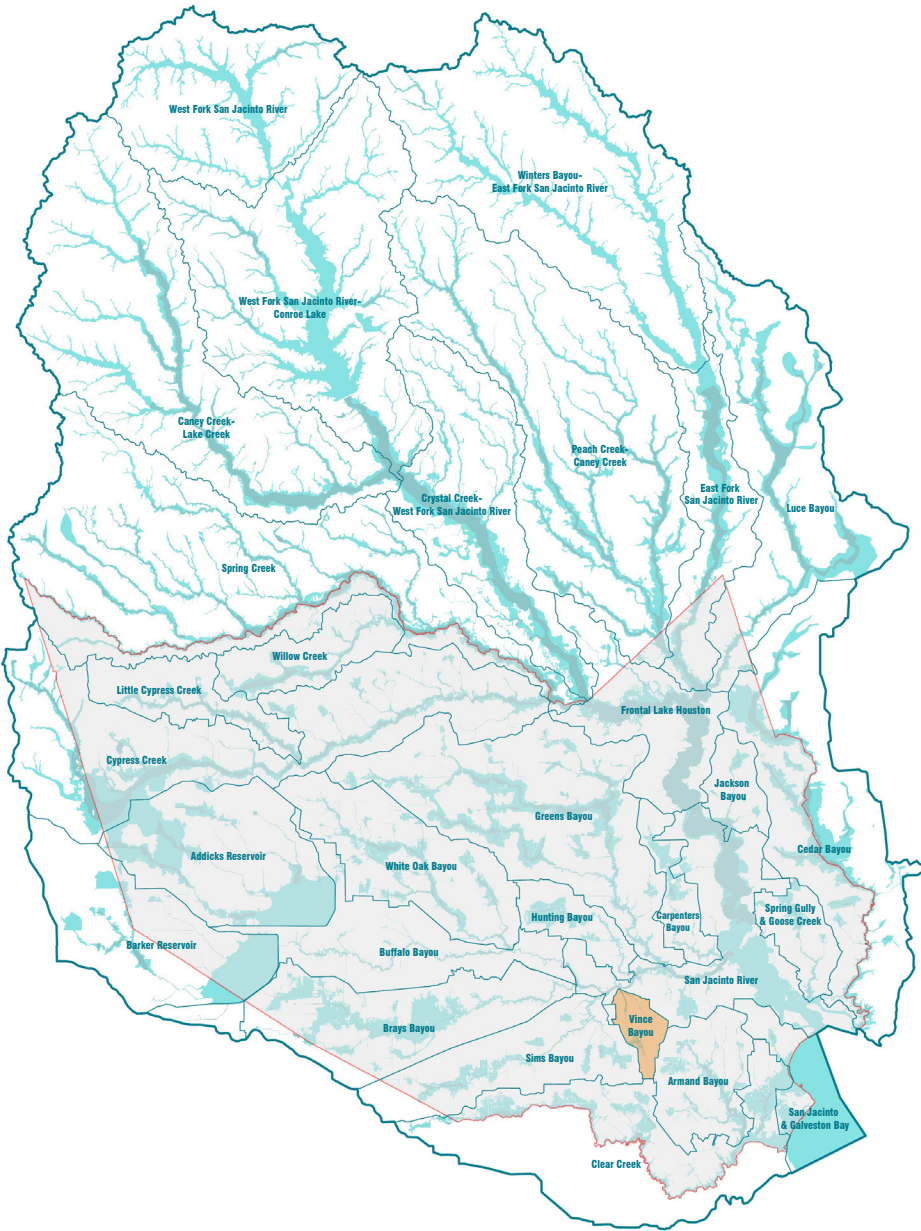 West Fork San Jacinto River
Winters Bayou-
East Fork San Jacinto River
West Fork San Jacinto River-
Conroe Lake
Caney Creek-
Lake Creek
Peach Creek-
Caney Creek
East Fork
San Jacinto River
Crystal Creek-
West Fork San Jacinto River
Luce Bayou
Spring Creek
Willow Creek
Little Cypress Creek
Frontal Lake Houston
Cypress Creek
Jackson
Bayou
Greens Bayou
Cedar Bayou
Addicks Reservoir
White Oak Bayou
Hunting Bayou
Carpenters
Bayou
Spring Gully
& Goose Creek
Barker Reservoir
Buffalo Bayou
San Jacinto River
Vince
Bayou
Brays Bayou
Sims Bayou
Armand Bayou
San Jacinto
& Galveston Bay
Clear Creek